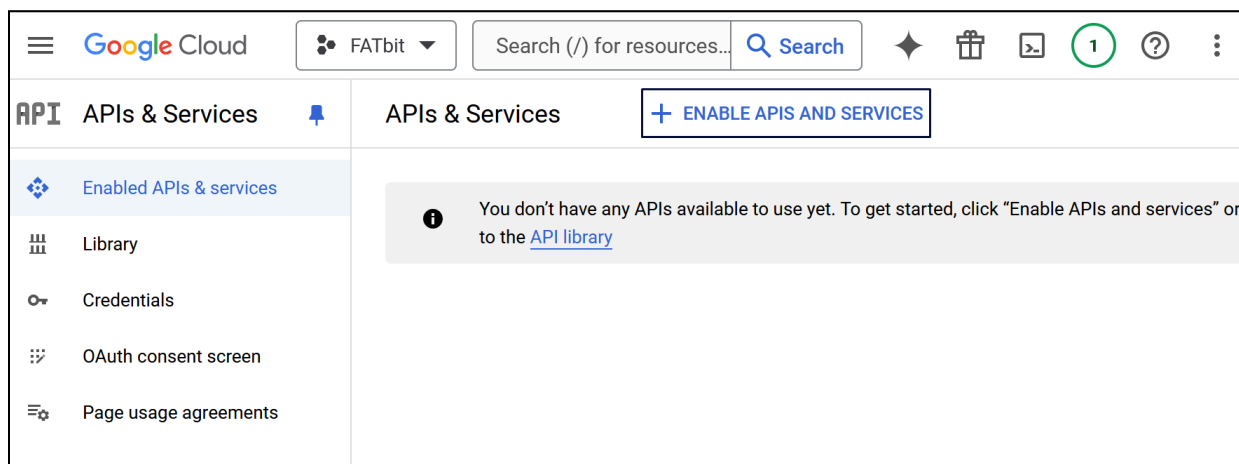 Google Cloud
FATbit
Search (/) for resources...
Search
1
API
APIs & Services
APIs & Services
ENABLE APIS AND SERVICES
Enabled APIs & services
Library
Credentials
OAuth consent screen
Page usage agreements
You don’t have any APIs available to use yet. To get started, click “Enable APIs and services” or
to the API library